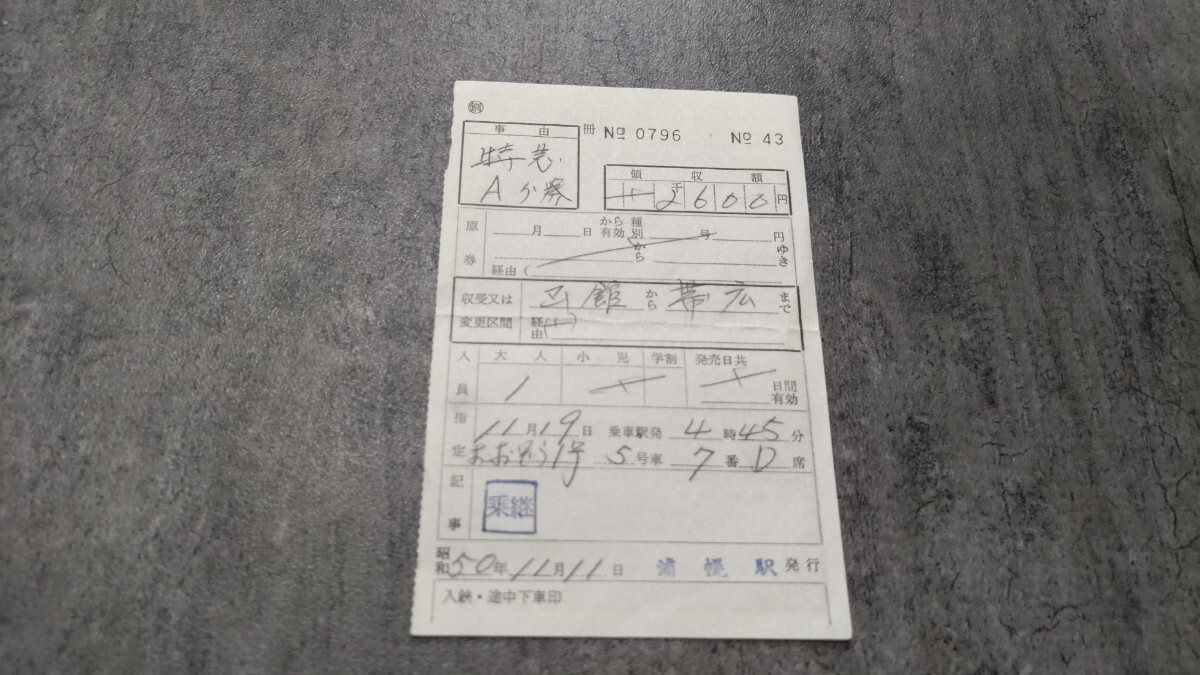 事由 冊 No 0796 No 43
特急
A分券
領収額
千 2600円
原券 月 日 から有効 種別 号 円
から ゆき
経由(
収受又は変更区間 函館から帯広まで
経由( )
人員 大人 小児 学割 発売日共
1 日間有効
指定 11月19日 乗車駅発 4時45分
おおぞら1号 5号車 7番D席
記事 乗継
昭和50年11月11日 浦幌駅発行
入鋏・途中下車印